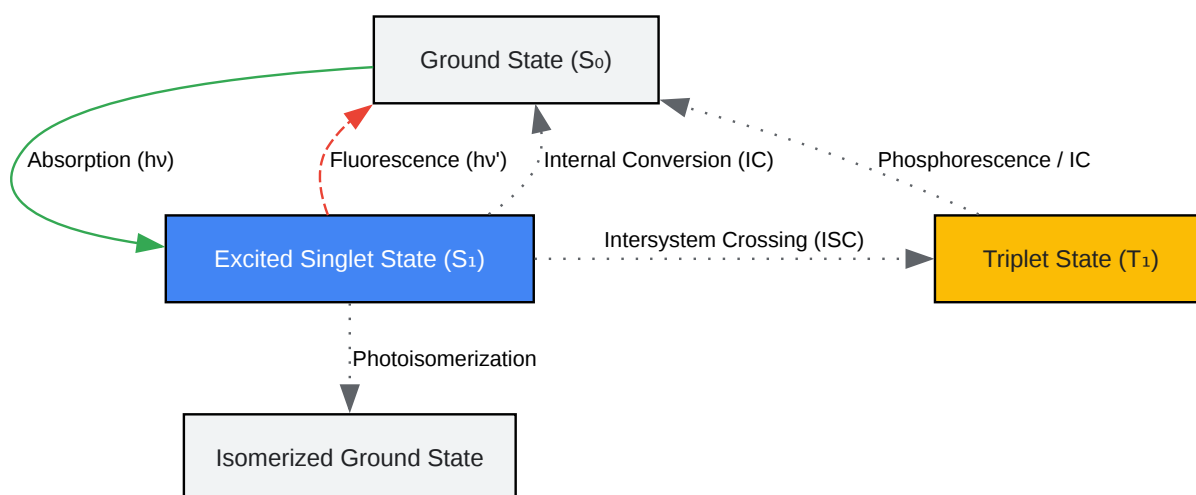 Ground State (S₀)
Absorption (hν)
Fluorescence (hν')
Internal Conversion (IC)
Phosphorescence / IC
Excited Singlet State (S₁)
Intersystem Crossing (ISC)
Triplet State (T₁)
Photoisomerization
Isomerized Ground State